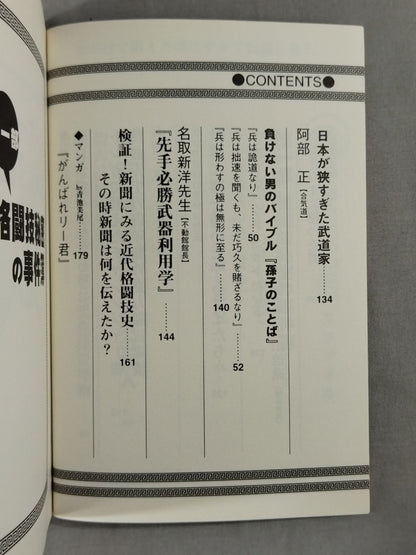 ●CONTENTS●
日本が狭すぎた武道家
阿部 正［合気道］
134
負けない男のバイブル『孫子のことば』
『兵は詭道なり』………50
『兵は拙速を聞くも、未だ巧久を賭ざるなり』………52
『兵は形わすの極は無形に至る』………140
名取新洋先生［不動館館長］
『先手必勝武器利用学』
144
検証！新聞にみる近代格闘技史
その時新聞は何を伝えたか？
161
◆マンガ
『がんばれリー君』
179
一部
の事件